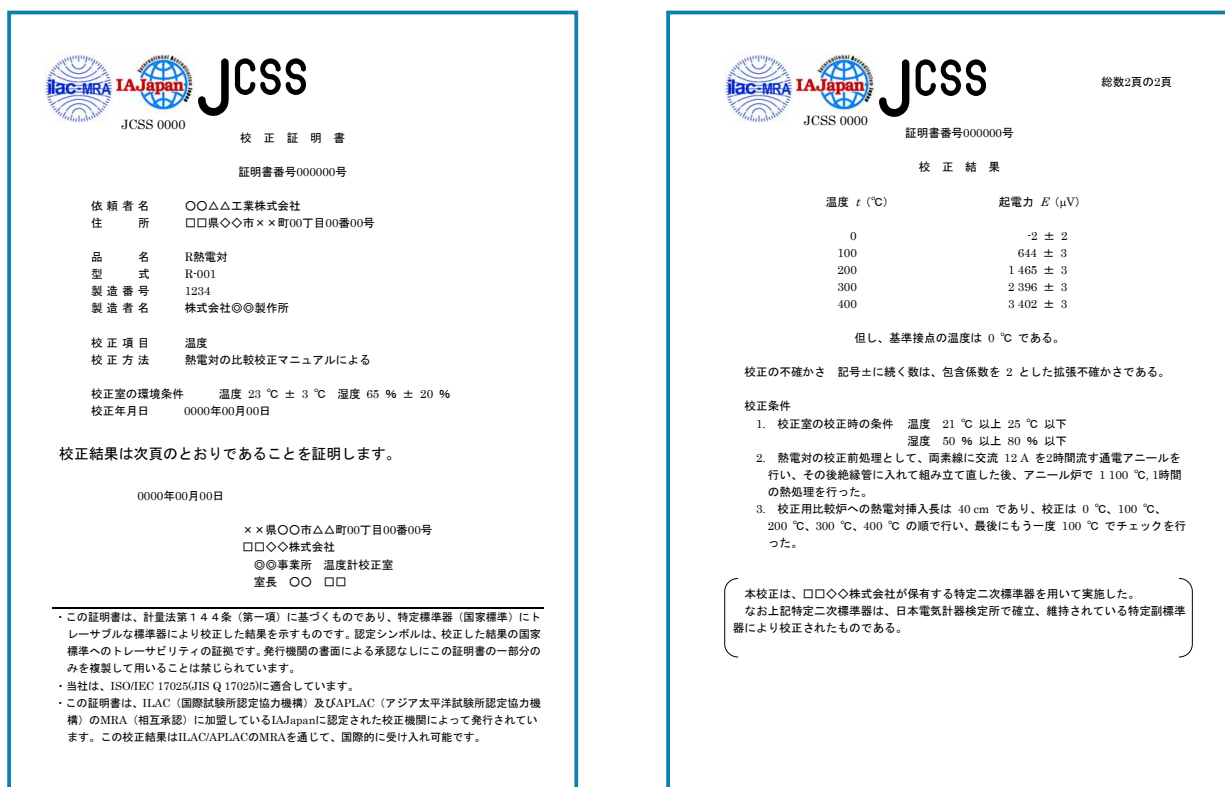 ilac-MRA IAJapan JCSS
International Accreditation
JCSS 0000
校 正 証 明 書
証明書番号000000号
依 頼 者 名 〇〇△△工業株式会社
住 所 □□県◇◇市××町00丁目00番00号
品 名 R熱電対
型 式 R-001
製 造 番 号 1234
製 造 者 名 株式会社◎◎製作所
校 正 項 目 温度
校 正 方 法 熱電対の比較校正マニュアルによる
校正室の環境条件 温度 23 ℃ ± 3 ℃ 湿度 65 % ± 20 %
校正年月日 0000年00月00日
校正結果は次頁のとおりであることを証明します。
0000年00月00日
××県〇〇市△△町00丁目00番00号
□□◇◇株式会社
◎◎事業所 温度計校正室
室長 〇〇 □□
・この証明書は、計量法第144条（第一項）に基づくものであり、特定標準器（国家標準）にト
レーサブルな標準器により校正した結果を示すものです。認定シンボルは、校正した結果の国家
標準へのトレーサビリティの証拠です。発行機関の書面による承認なしにこの証明書の一部分の
みを複製して用いることは禁じられています。
・当社は、ISO/IEC 17025(JIS Q 17025)に適合しています。
・この証明書は、ILAC（国際試験所認定協力機構）及びAPLAC（アジア太平洋試験所認定協力機
構）のMRA（相互承認）に加盟しているIAJapanに認定された校正機関によって発行されてい
ます。この校正結果はILAC/APLACのMRAを通じて、国際的に受け入れ可能です。
ilac-MRA IAJapan JCSS
International Accreditation
総数2頁の2頁
JCSS 0000
証明書番号000000号
校 正 結 果
温度 t (℃) 起電力 E (μV)
0 -2 ± 2
100 644 ± 3
200 1 465 ± 3
300 2 396 ± 3
400 3 402 ± 3
但し、基準接点の温度は 0 ℃ である。
校正の不確かさ 記号±に続く数は、包含係数を 2 とした拡張不確かさである。
校正条件
1. 校正室の校正時の条件 温度 21 ℃ 以上 25 ℃ 以下
湿度 50 % 以上 80 % 以下
2. 熱電対の校正前処理として、両素線に交流 12 A を2時間流す通電アニールを
行い、その後絶縁管に入れて組み立て直した後、アニール炉で 1 100 ℃, 1時間
の熱処理を行った。
3. 校正用比較炉への熱電対挿入長は 40 cm であり、校正は 0 ℃、100 ℃、
200 ℃、300 ℃、400 ℃ の順で行い、最後にもう一度 100 ℃ でチェックを行
った。
本校正は、□□◇◇株式会社が保有する特定二次標準器を用いて実施した。
なお上記特定二次標準器は、日本電気計器検定所で確立、維持されている特定副標準
器により校正されたものである。